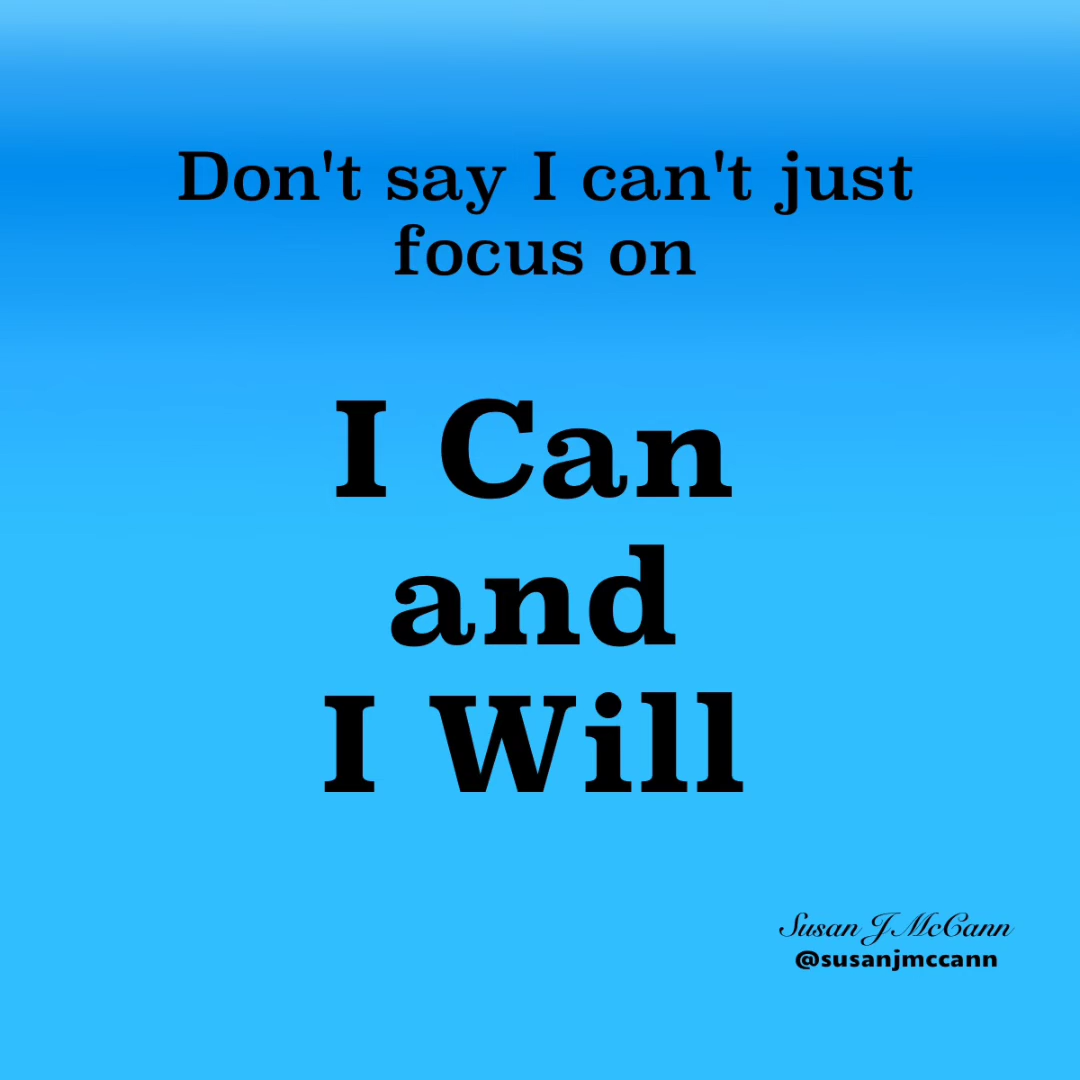 Don't say I can't just
focus on
I Can
and
I Will
Susan J McCann
@susanjmccann